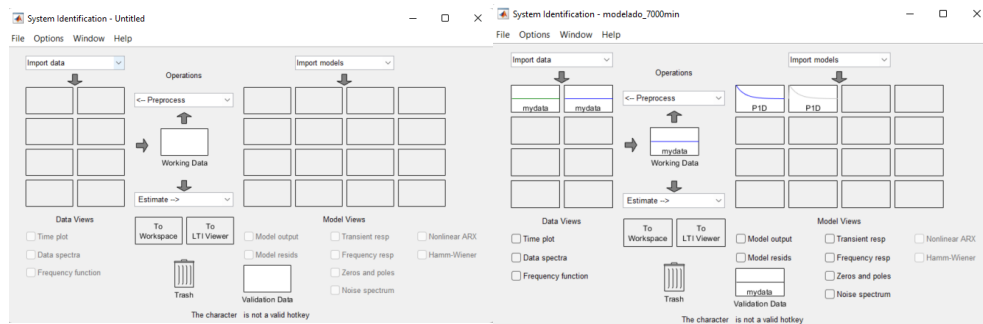 System Identification - Untitled
File Options Window Help
Import data
Import models
Operations
<-- Preprocess
Working Data
Estimate -->
Data Views
Model Views
To Workspace
To LTI Viewer
Time plot
Data spectra
Frequency function
Model output
Model resids
Transient resp
Frequency resp
Zeros and poles
Noise spectrum
Nonlinear ARX
Hamm-Wiener
Trash
Validation Data
The character is not a valid hotkey
System Identification - modelado_7000min
File Options Window Help
Import data
Import models
Operations
mydata
mydata
<-- Preprocess
P1D
P1D
mydata
Working Data
Estimate -->
Data Views
Model Views
To Workspace
To LTI Viewer
Time plot
Data spectra
Frequency function
Model output
Model resids
Transient resp
Frequency resp
Zeros and poles
Noise spectrum
Nonlinear ARX
Hamm-Wiener
Trash
mydata
Validation Data
The character is not a valid hotkey